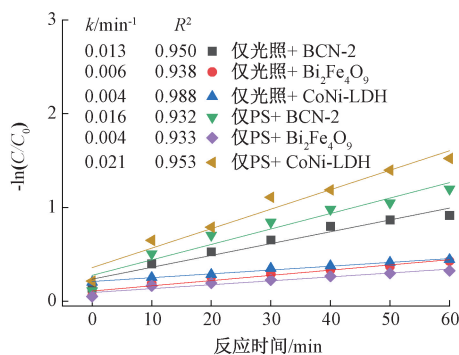 k/min⁻¹ R²
0.013 0.950 仅光照+ BCN-2
0.006 0.938 仅光照+ Bi₂Fe₄O₉
0.004 0.988 仅光照+ CoNi-LDH
0.016 0.932 仅PS+ BCN-2
0.004 0.933 仅PS+ Bi₂Fe₄O₉
0.021 0.953 仅PS+ CoNi-LDH
-ln(C/C₀)
3
2
1
0
0 10 20 30 40 50 60
反应时间/min